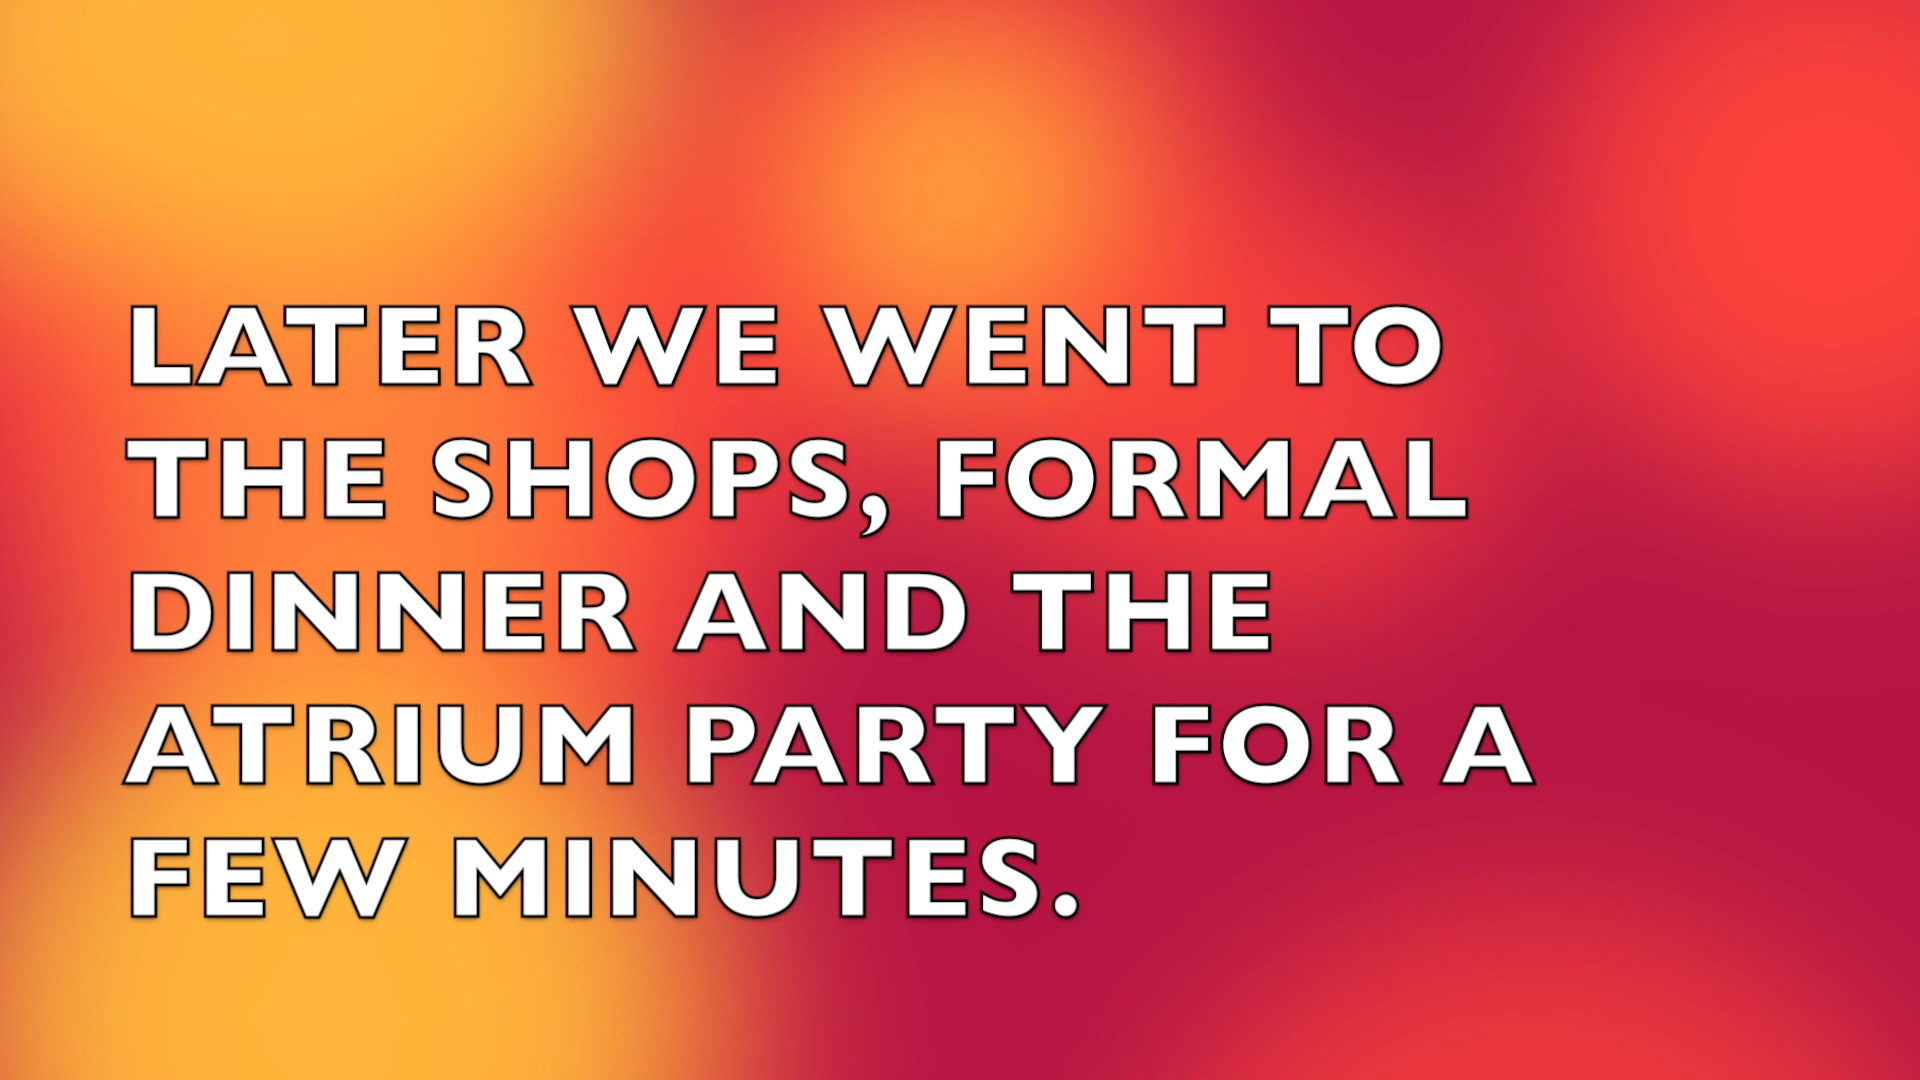 LATER WE WENT TO
THE SHOPS, FORMAL
DINNER AND THE
ATRIUM PARTY FOR A
FEW MINUTES.